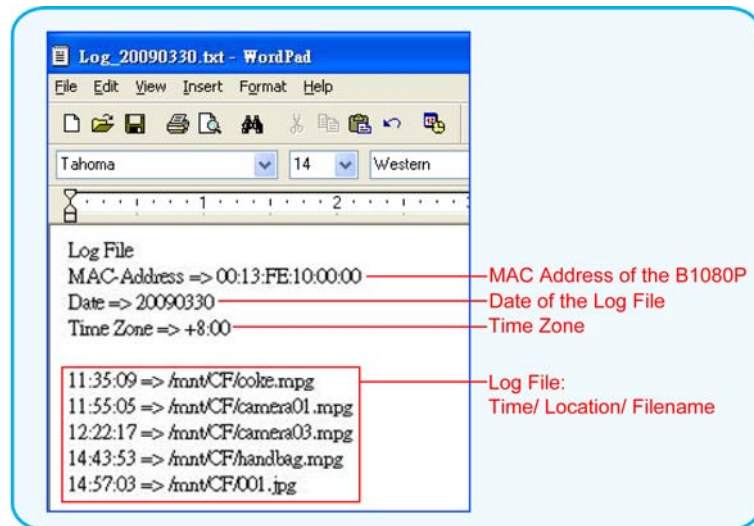 Log_20090330.txt - WordPad
File Edit View Insert Format Help
Tahoma 14 Western
1 2
Log File
MAC-Address => 00:13:FE:10:00:00
MAC Address of the B1080P
Date => 20090330
Date of the Log File
Time Zone => +8:00
Time Zone
11:35:09 => /mnt/CF/coke.mpg
11:55:05 => /mnt/CF/camera01.mpg
12:22:17 => /mnt/CF/camera03.mpg
14:43:53 => /mnt/CF/handbag.mpg
14:57:03 => /mnt/CF/001.jpg
Log File:
Time/ Location/ Filename